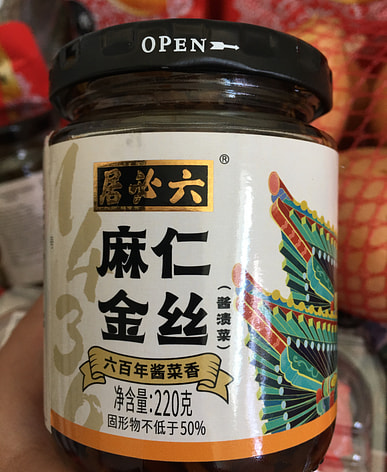 OPEN
居必六
®
麻仁
金丝
(酱渍菜)
六百年酱菜香
净含量:220克
固形物不低于50%
1436